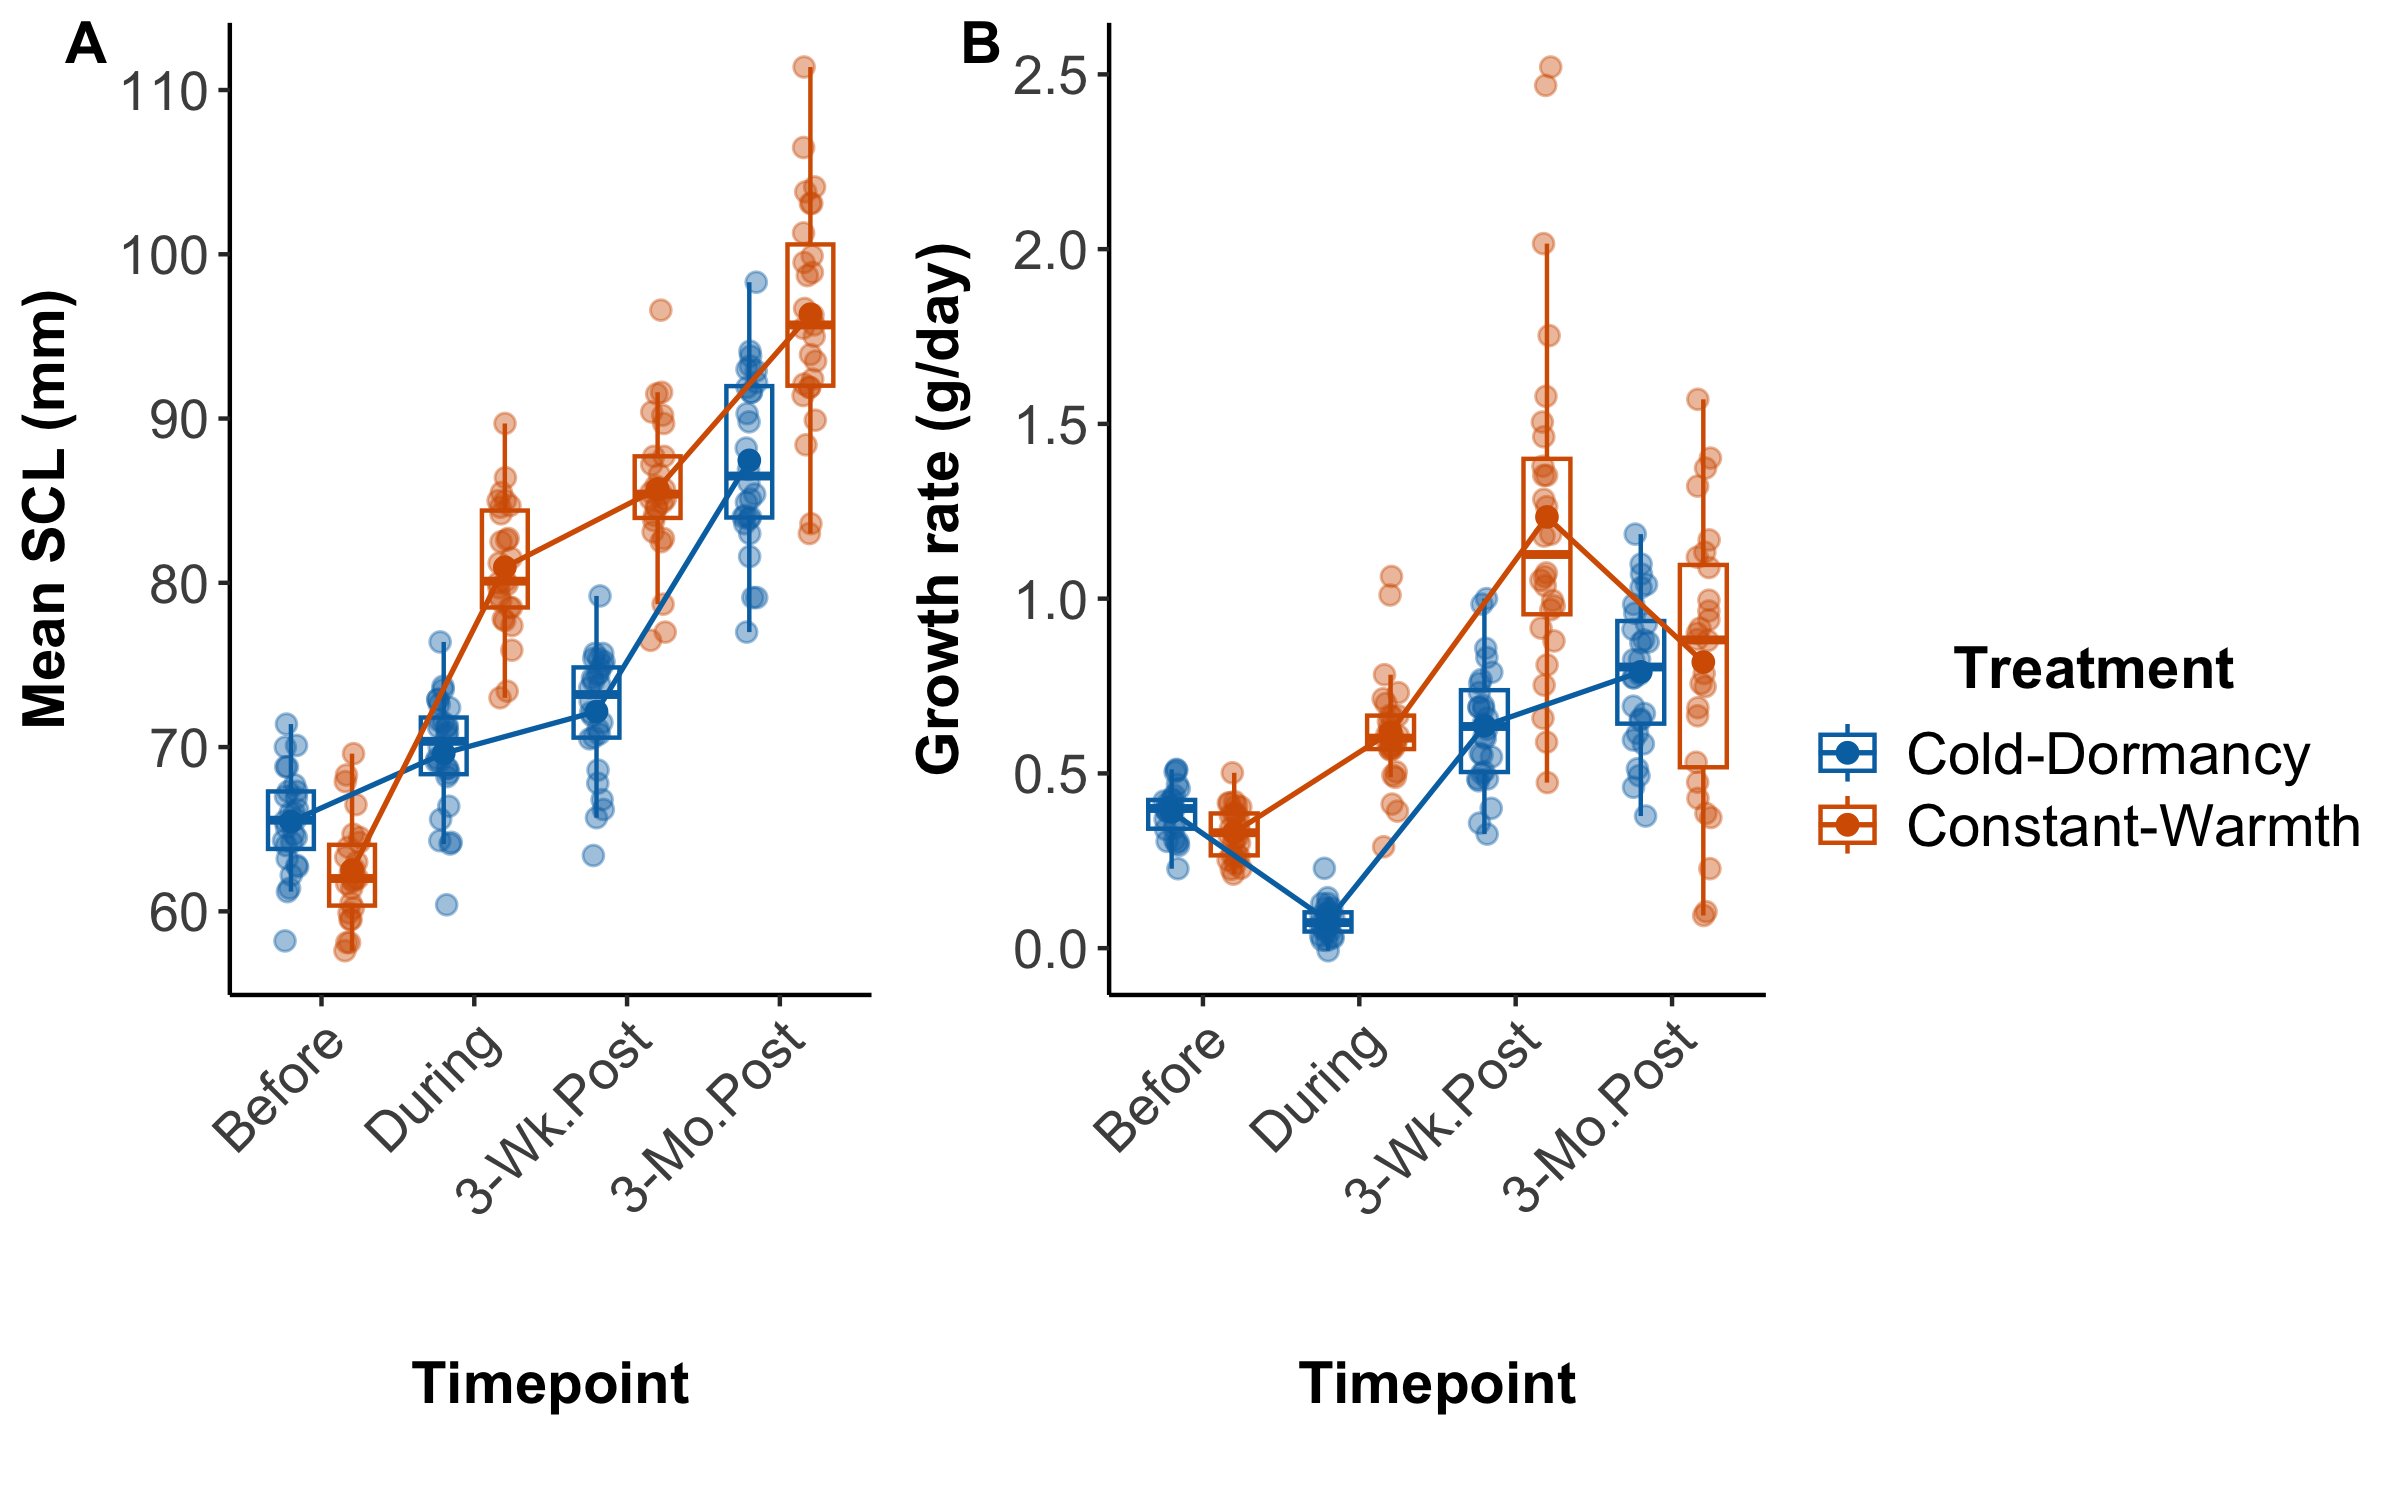 A
Mean SCL (mm)
110
100
90
80
70
60
Before
During
3-Wk.Post
3-Mo.Post
Timepoint
B
Growth rate (g/day)
2.5
2.0
1.5
1.0
0.5
0.0
Before
During
3-Wk.Post
3-Mo.Post
Timepoint
Treatment
Cold-Dormancy
Constant-Warmth